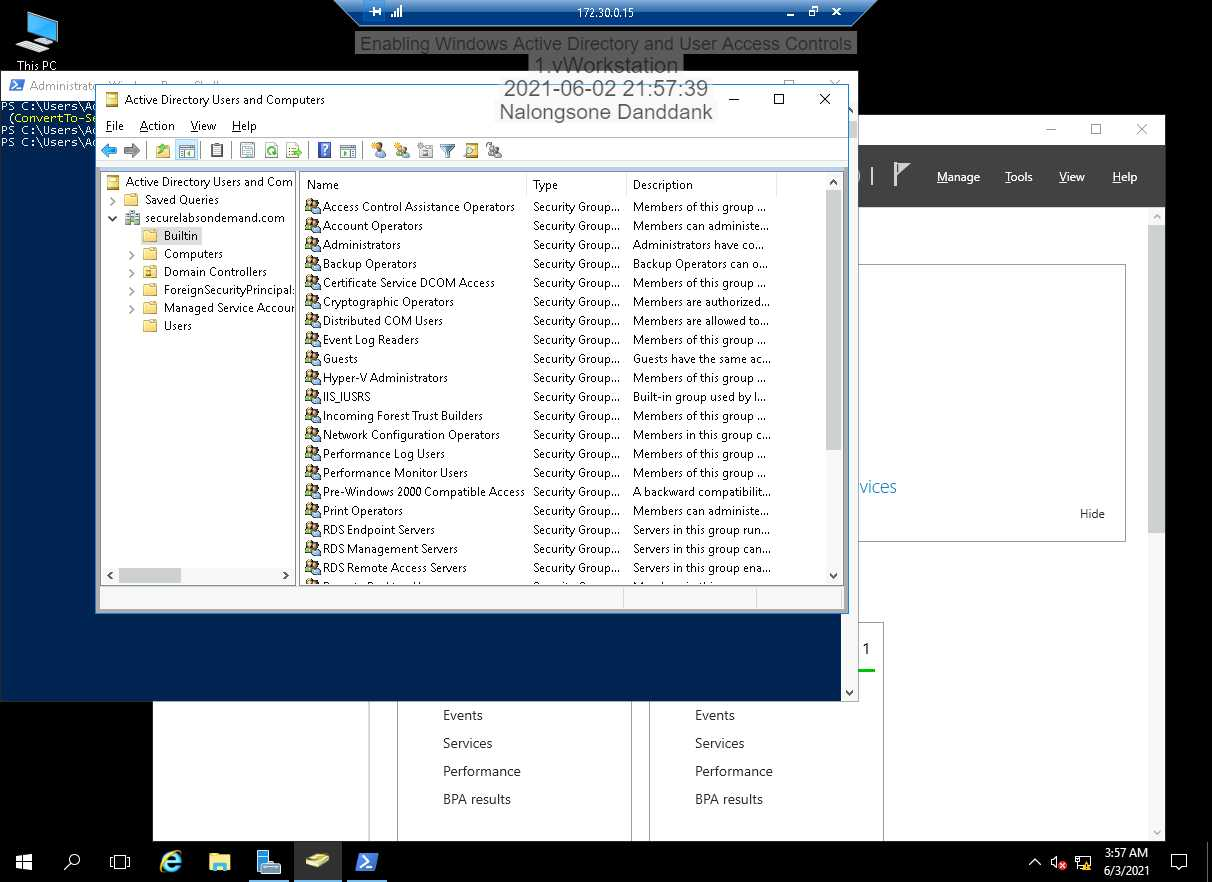 172.30.0.15
This PC
Enabling Windows Active Directory and User Access Controls
1.vWorkstation
2021-06-02 21:57:39
Nalongsone Danddank
PS C:\Users\
(ConvertTo-Se
PS C:\Users\
PS C:\Users\
Active Directory Users and Computers
File Action View Help
Active Directory Users and Com
Saved Queries
securelabsondemand.com
Builtin
Computers
Domain Controllers
ForeignSecurityPrincipal:
Managed Service Accour
Users
Name Type Description
Access Control Assistance Operators Security Group... Members of this group ...
Account Operators Security Group... Members can administe...
Administrators Security Group... Administrators have co...
Backup Operators Security Group... Backup Operators can o...
Certificate Service DCOM Access Security Group... Members of this group ...
Cryptographic Operators Security Group... Members are authorized...
Distributed COM Users Security Group... Members are allowed to...
Event Log Readers Security Group... Members of this group ...
Guests Security Group... Guests have the same ac...
Hyper-V Administrators Security Group... Members of this group ...
IIS_IUSRS Security Group... Built-in group used by I...
Incoming Forest Trust Builders Security Group... Members of this group ...
Network Configuration Operators Security Group... Members in this group c...
Performance Log Users Security Group... Members of this group ...
Performance Monitor Users Security Group... Members of this group ...
Pre-Windows 2000 Compatible Access Security Group... A backward compatibilit...
Print Operators Security Group... Members can administe...
RDS Endpoint Servers Security Group... Servers in this group run...
RDS Management Servers Security Group... Servers in this group can...
RDS Remote Access Servers Security Group... Servers in this group ena...
Manage Tools View Help
vices
Hide
1
Events
Services
Performance
BPA results
Events
Services
Performance
BPA results
3:57 AM
6/3/2021